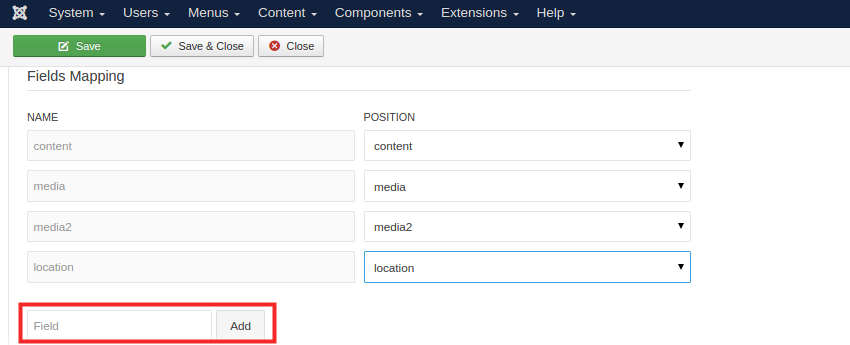 System Users Menus Content Components Extensions Help
Save Save & Close Close
Fields Mapping
NAME POSITION
content content
media media
media2 media2
location location
Field Add